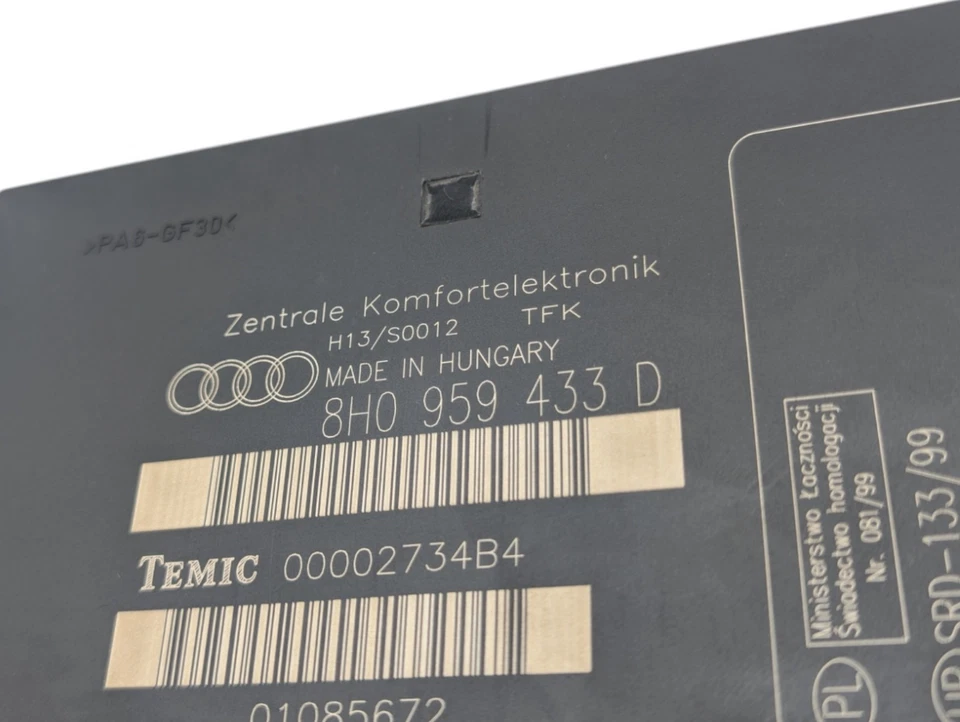 >PA6-GF30<
Zentrale Komfortelektronik
H13/S0012 TFK
MADE IN HUNGARY
8H0 959 433 D
TEMIC 00002734B4
01085672
Ministerstwo Łączności
Świadectwo homologacji
Nr. 081/99
PL
SRD-133/99